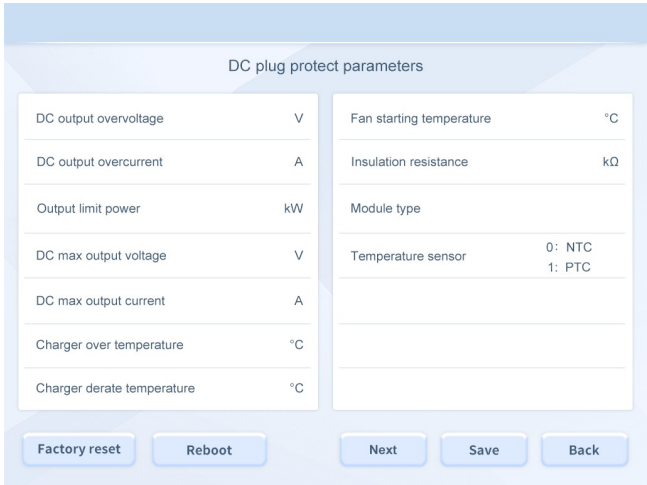 DC plug protect parameters
DC output overvoltage V
DC output overcurrent A
Output limit power kW
DC max output voltage V
DC max output current A
Charger over temperature °C
Charger derate temperature °C
Fan starting temperature °C
Insulation resistance kΩ
Module type
Temperature sensor 0: NTC
1: PTC
Factory reset Reboot Next Save Back